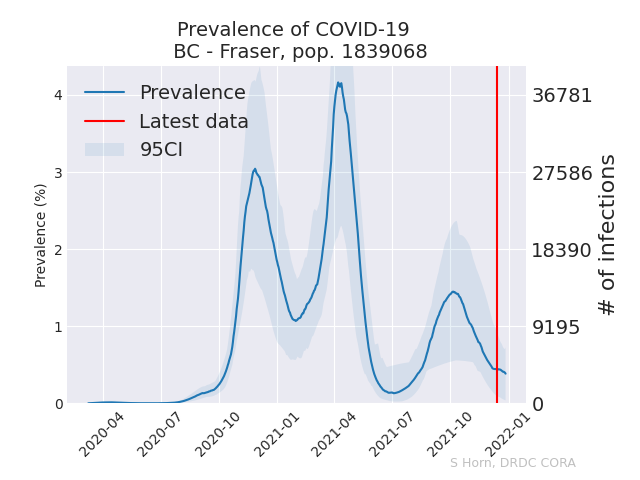 Prevalence of COVID-19
BC - Fraser, pop. 1839068
Prevalence
Latest data
95CI
Prevalence (%)
4
3
2
1
0
36781
27586
18390
9195
0
# of infections
2020-04
2020-07
2020-10
2021-01
2021-04
2021-07
2021-10
2022-01
S Horn, DRDC CORA